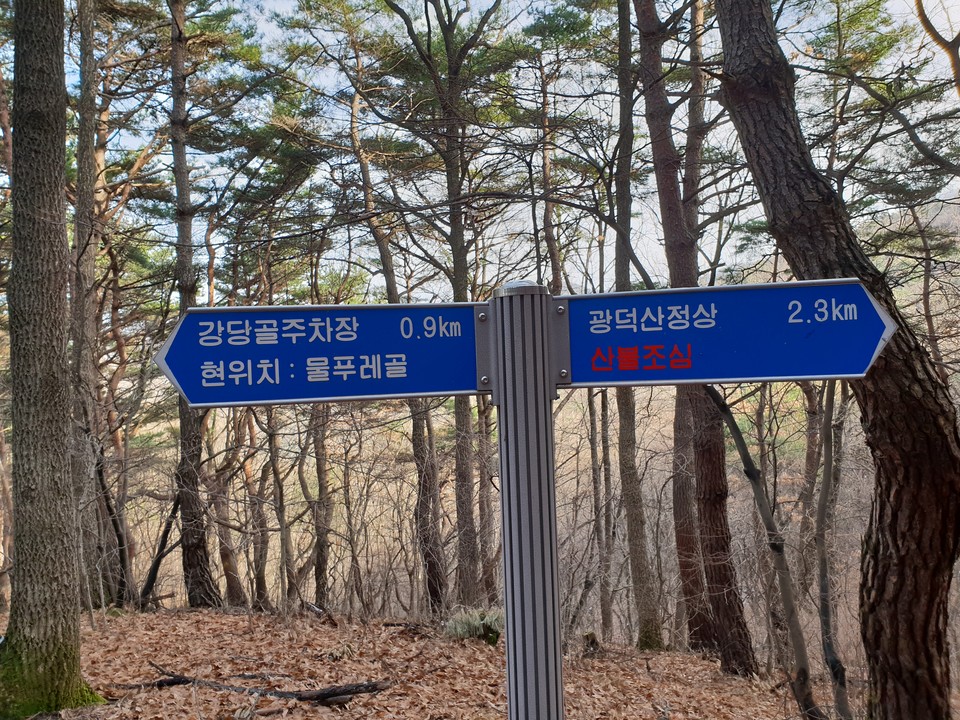 강당골주차장 0.9km
현위치 : 물푸레골
광덕산정상 2.3km
산불조심